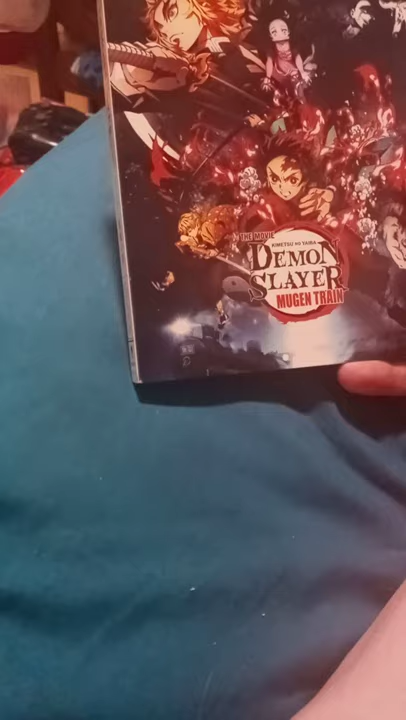 THE MOVIE
KIMETSU NO YAIBA
DEMON
SLAYER
MUGEN TRAIN